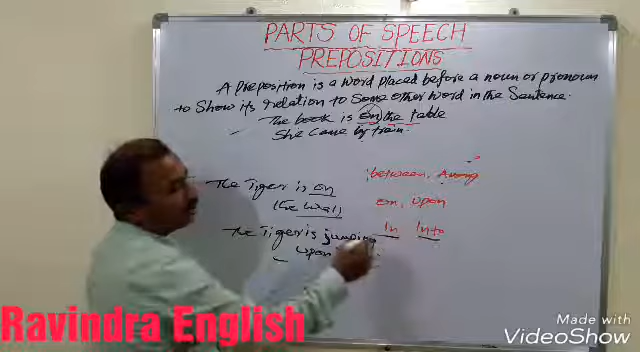 PARTS OF SPEECH
PREPOSITIONS
A preposition is a word placed before a noun or pronoun
to show its relation to some other word in the sentence.
The book is on the table
She came by train.
The Tiger is on
the wall
between, Among
on, upon
The Tiger is jumping
upon
In Into
Ravindra English
Made with
VideoShow